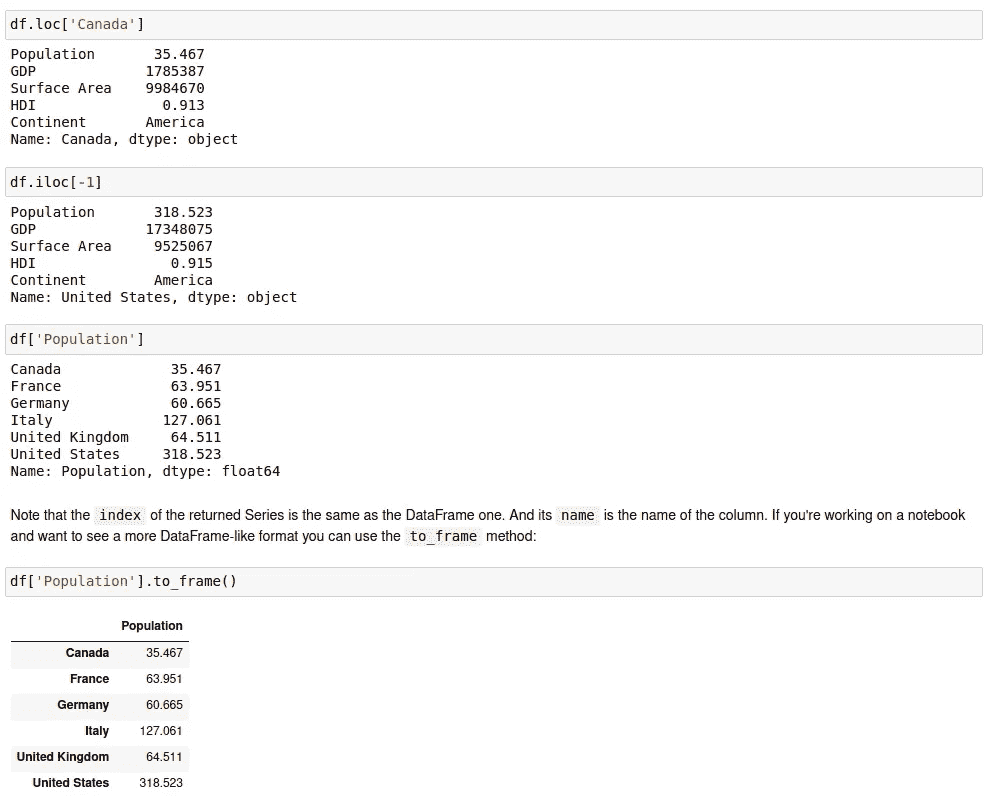 df.loc['Canada']
Population 35.467
GDP 1785387
Surface Area 9984670
HDI 0.913
Continent America
Name: Canada, dtype: object
df.iloc[-1]
Population 318.523
GDP 17348075
Surface Area 9525067
HDI 0.915
Continent America
Name: United States, dtype: object
df['Population']
Canada 35.467
France 63.951
Germany 60.665
Italy 127.061
United Kingdom 64.511
United States 318.523
Name: Population, dtype: float64
Note that the index of the returned Series is the same as the DataFrame one. And its name is the name of the column. If you're working on a notebook
and want to see a more DataFrame-like format you can use the to_frame method:
df['Population'].to_frame()
Population
Canada 35.467
France 63.951
Germany 60.665
Italy 127.061
United Kingdom 64.511
United States 318.523